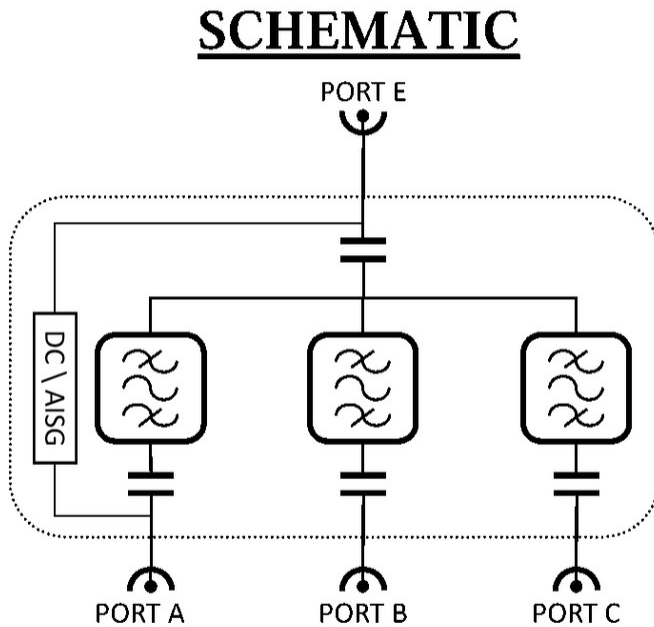 SCHEMATIC
PORT E
DC \ AISG
PORT A
PORT B
PORT C